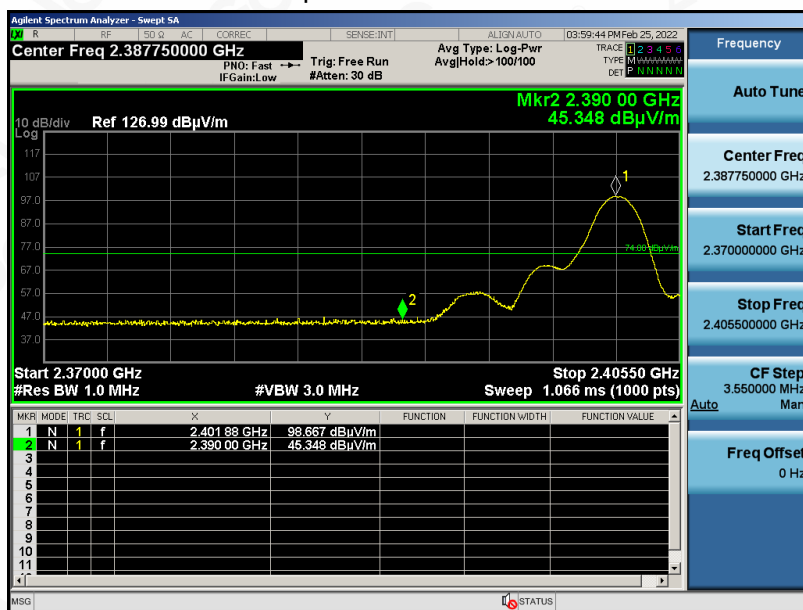 Agilent Spectrum Analyzer - Swept SA
LXI R RF 50 Ω AC CORREC SENSE:INT ALIGN AUTO 03:59:44 PM Feb 25, 2022
Center Freq 2.387750000 GHz
PNO: Fast
IFGain:Low
Trig: Free Run
#Atten: 30 dB
Avg Type: Log-Pwr
Avg|Hold:>100/100
TRACE 1 2 3 4 5 6
TYPE M
DET P N N N N N
Mkr2 2.390 00 GHz
45.348 dBµV/m
10 dB/div
Log
Ref 126.99 dBµV/m
117
107
97.0
87.0
77.0
67.0
57.0
47.0
37.0
1
2
74.00 dBµV/m
Start 2.37000 GHz
Stop 2.40550 GHz
#Res BW 1.0 MHz #VBW 3.0 MHz Sweep 1.066 ms (1000 pts)
MKR MODE TRC SCL X Y FUNCTION FUNCTION WIDTH FUNCTION VALUE
1 N 1 f 2.401 88 GHz 98.667 dBµV/m
2 N 1 f 2.390 00 GHz 45.348 dBµV/m
3
4
5
6
7
8
9
10
11
MSG STATUS
Frequency
Auto Tune
Center Freq
2.387750000 GHz
Start Freq
2.370000000 GHz
Stop Freq
2.405500000 GHz
CF Step
3.550000 MHz
Auto Man
Freq Offset
0 Hz